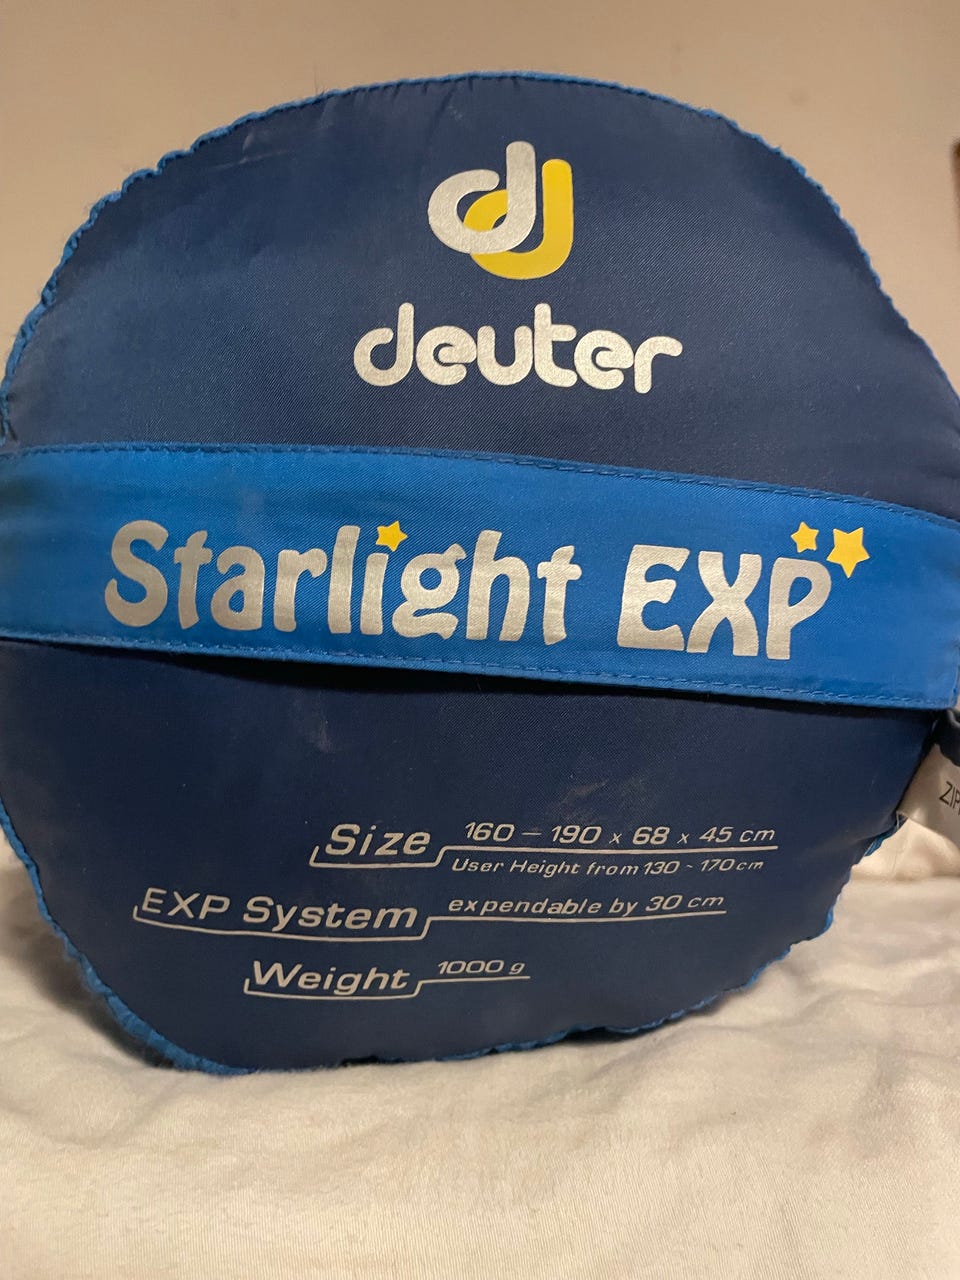 deuter
Starlight EXP
Size 160 – 190 x 68 x 45 cm
User Height from 130 - 170 cm
EXP System expendable by 30 cm
Weight 1000 g